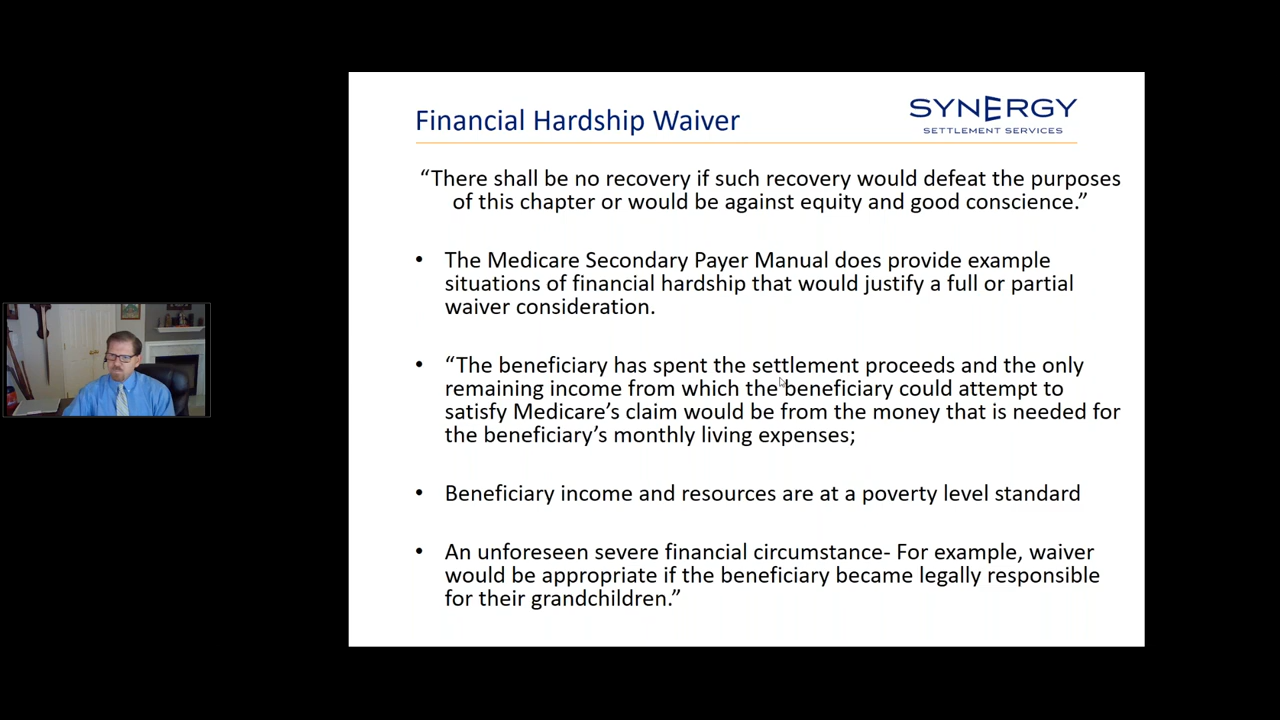 Financial Hardship Waiver
SYNERGY
SETTLEMENT SERVICES
“There shall be no recovery if such recovery would defeat the purposes
of this chapter or would be against equity and good conscience.”
• The Medicare Secondary Payer Manual does provide example
situations of financial hardship that would justify a full or partial
waiver consideration.
• “The beneficiary has spent the settlement proceeds and the only
remaining income from which the beneficiary could attempt to
satisfy Medicare’s claim would be from the money that is needed for
the beneficiary’s monthly living expenses;
• Beneficiary income and resources are at a poverty level standard
• An unforeseen severe financial circumstance- For example, waiver
would be appropriate if the beneficiary became legally responsible
for their grandchildren.”